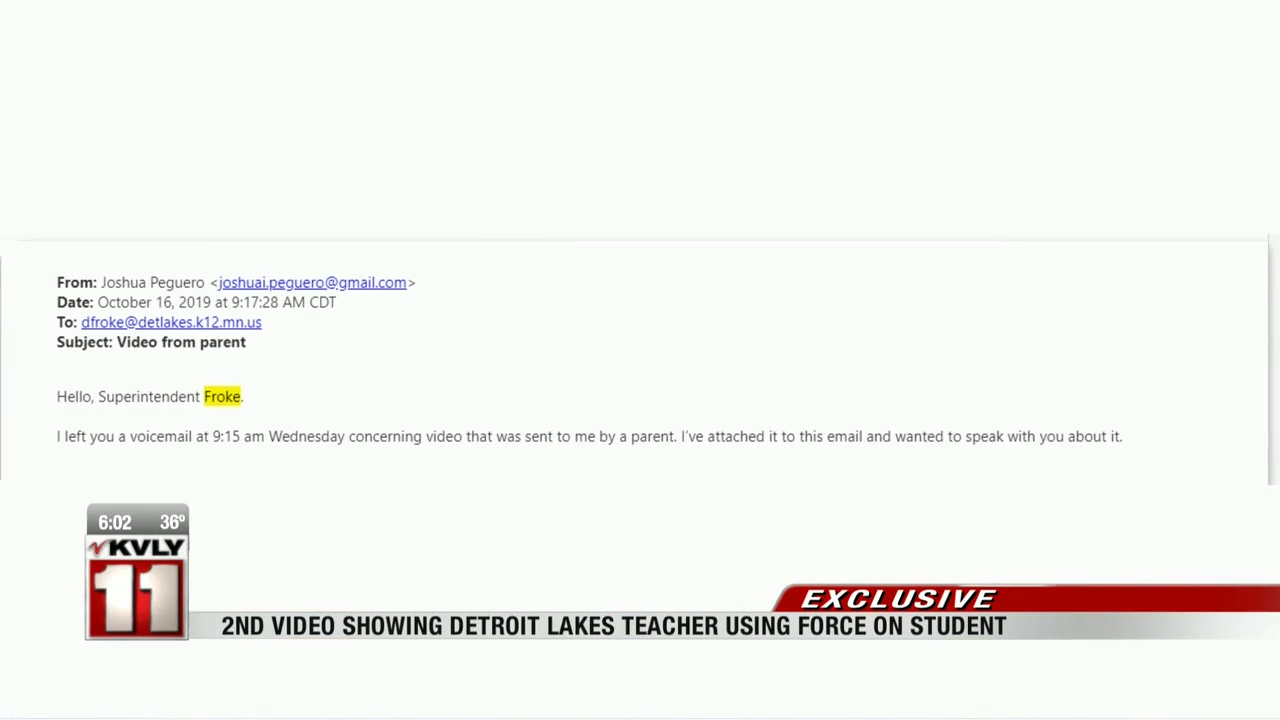 From: Joshua Peguero <joshuai.peguero@gmail.com>
Date: October 16, 2019 at 9:17:28 AM CDT
To: dfroke@detlakes.k12.mn.us
Subject: Video from parent
Hello, Superintendent Froke.
I left you a voicemail at 9:15 am Wednesday concerning video that was sent to me by a parent. I've attached it to this email and wanted to speak with you about it.
6:02 36°
KVLY
11
EXCLUSIVE
2ND VIDEO SHOWING DETROIT LAKES TEACHER USING FORCE ON STUDENT